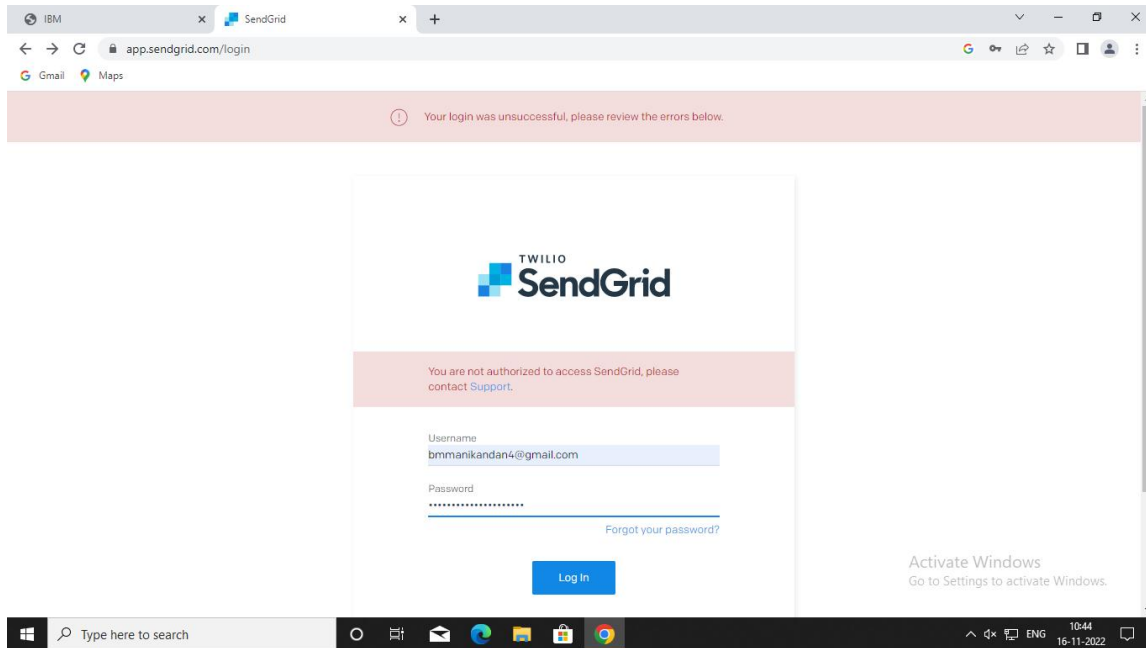 IBM
SendGrid
app.sendgrid.com/login
Gmail
Maps
Your login was unsuccessful, please review the errors below.
TWILIO
SendGrid
You are not authorized to access SendGrid, please
contact Support.
Username
bmmanikandan4@gmail.com
Password
Forgot your password?
Log In
Activate Windows
Go to Settings to activate Windows.
Type here to search
ENG
10:44
16-11-2022